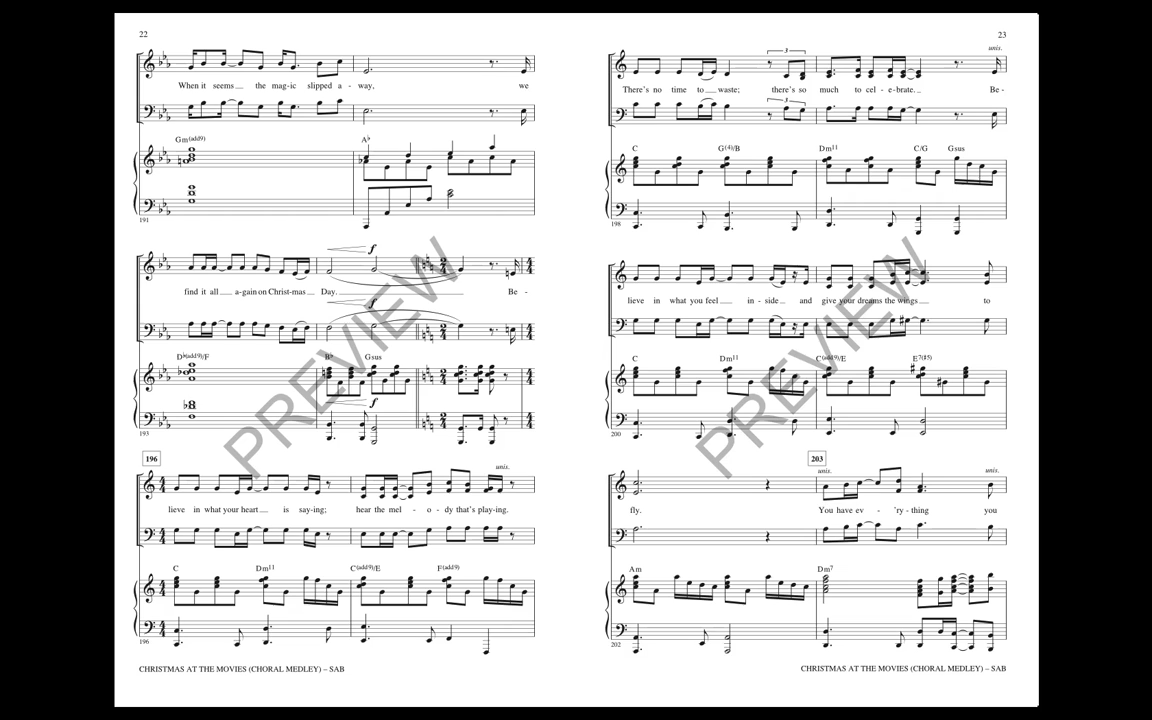 22
When it seems the mag-ic slipped a - way, we
Gm(add9) A♭
191
f
find it all a-gain on Christ-mas Day. Be -
f
D♭(add9)/F B♭ Gsus
f
193
196
unis.
lieve in what your heart is say-ing; hear the mel - o - dy that's play-ing.
C Dm11 C(add9)/E F(add9)
196
CHRISTMAS AT THE MOVIES (CHORAL MEDLEY) – SAB
23
3
unis.
There's no time to waste; there's so much to cel - e - brate. Be -
3
C G(4)/B Dm11 C/G Gsus
198
lieve in what you feel in - side and give your dreams the wings to
C Dm11 C(add9)/E E7(#5)
200
203
unis. unis.
fly. You have ev - 'ry - thing you
Am Dm7
202
CHRISTMAS AT THE MOVIES (CHORAL MEDLEY) – SAB
PREVIEW
PREVIEW